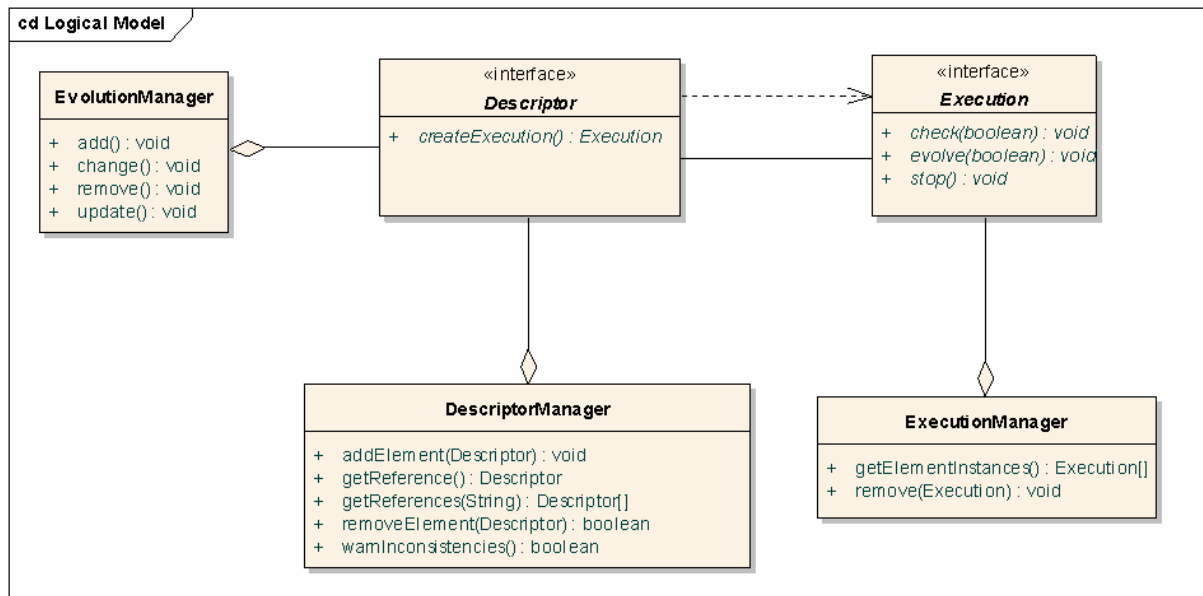 cd Logical Model
EvolutionManager
+ add() : void
+ change() : void
+ remove() : void
+ update() : void
«interface»
Descriptor
+ createExecution() : Execution
«interface»
Execution
+ check(boolean) : void
+ evolve(boolean) : void
+ stop() : void
DescriptorManager
+ addElement(Descriptor) : void
+ getReference() : Descriptor
+ getReferences(String) : Descriptor[]
+ removeElement(Descriptor) : boolean
+ warnInconsistencies() : boolean
ExecutionManager
+ getElementInstances() : Execution[]
+ remove(Execution) : void